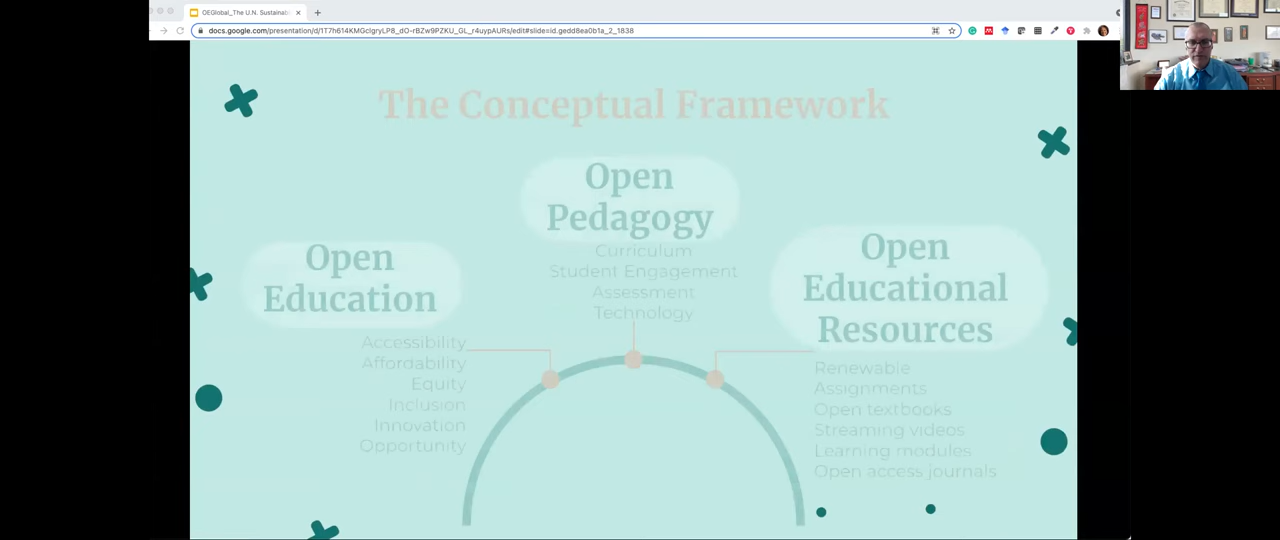 OEGlobal_The U.N. Sustainab
docs.google.com/presentation/d/1T7h614KMGclgryLP8_dO-rBZw9PZKU_GL_r4uypAURs/edit#slide=id.gedd8ea0b1a_2_1838
The Conceptual Framework
Open
Pedagogy
Curriculum
Student Engagement
Assessment
Technology
Open
Education
Accessibility
Affordability
Equity
Inclusion
Innovation
Opportunity
Open
Educational
Resources
Renewable
Assignments
Open textbooks
Streaming videos
Learning modules
Open access journals